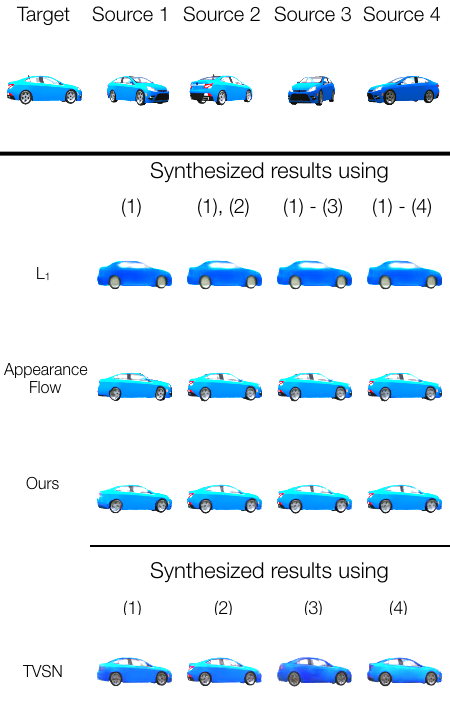 Target Source 1 Source 2 Source 3 Source 4
Synthesized results using
(1) (1), (2) (1) - (3) (1) - (4)
L₁
Appearance
Flow
Ours
Synthesized results using
(1) (2) (3) (4)
TVSN